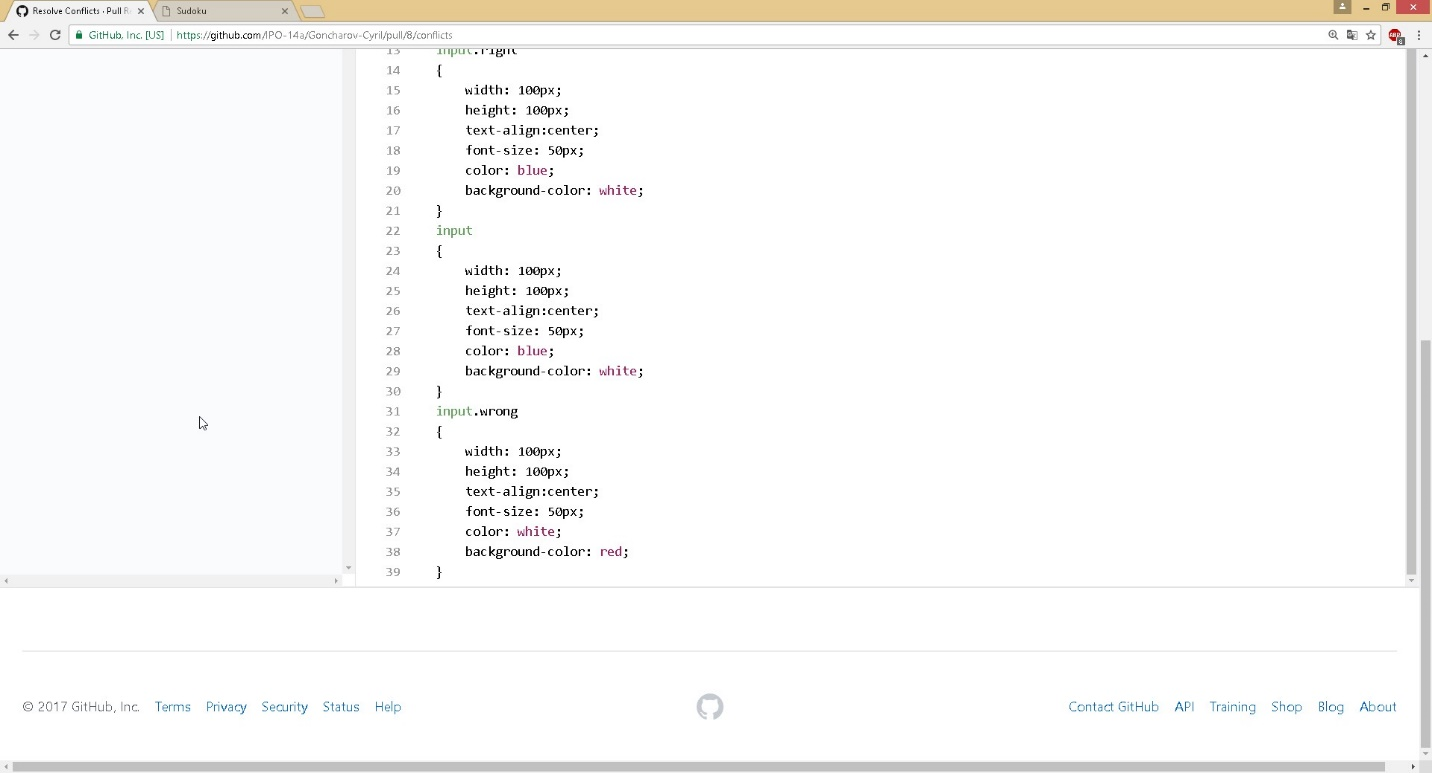 Resolve Conflicts · Pull R
Sudoku
GitHub, Inc. [US] https://github.com/IPO-14a/Goncharov-Cyril/pull/8/conflicts
13 input.right
14 {
15 width: 100px;
16 height: 100px;
17 text-align:center;
18 font-size: 50px;
19 color: blue;
20 background-color: white;
21 }
22 input
23 {
24 width: 100px;
25 height: 100px;
26 text-align:center;
27 font-size: 50px;
28 color: blue;
29 background-color: white;
30 }
31 input.wrong
32 {
33 width: 100px;
34 height: 100px;
35 text-align:center;
36 font-size: 50px;
37 color: white;
38 background-color: red;
39 }
© 2017 GitHub, Inc. Terms Privacy Security Status Help
Contact GitHub API Training Shop Blog About